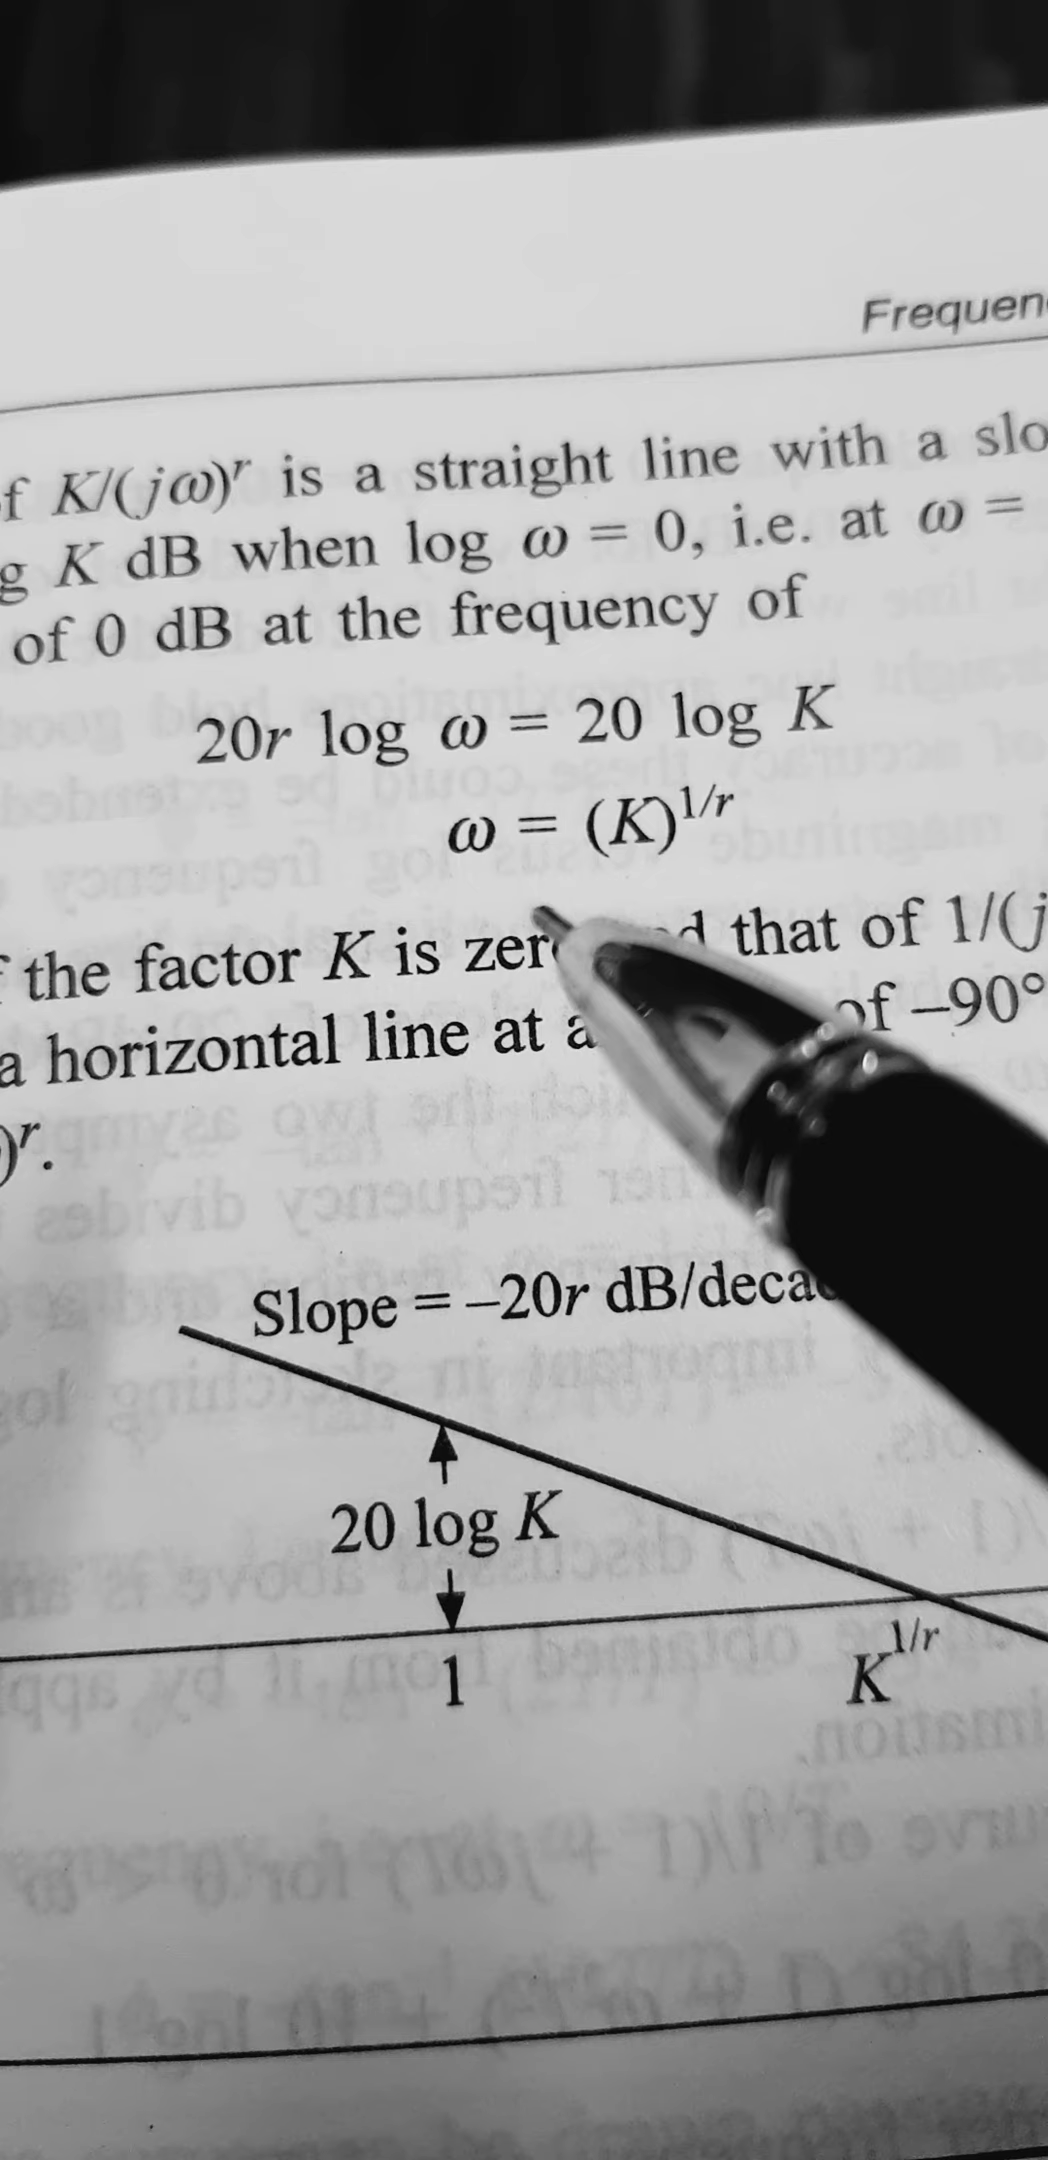 Frequen
f K/(jω)ʳ is a straight line with a slo
g K dB when log ω = 0, i.e. at ω =
of 0 dB at the frequency of
20r log ω = 20 log K
ω = (K)^1/r
the factor K is zer that of 1/(j
a horizontal line at a of –90°
)ʳ.
Slope = –20r dB/deca
20 log K
1
K^1/r